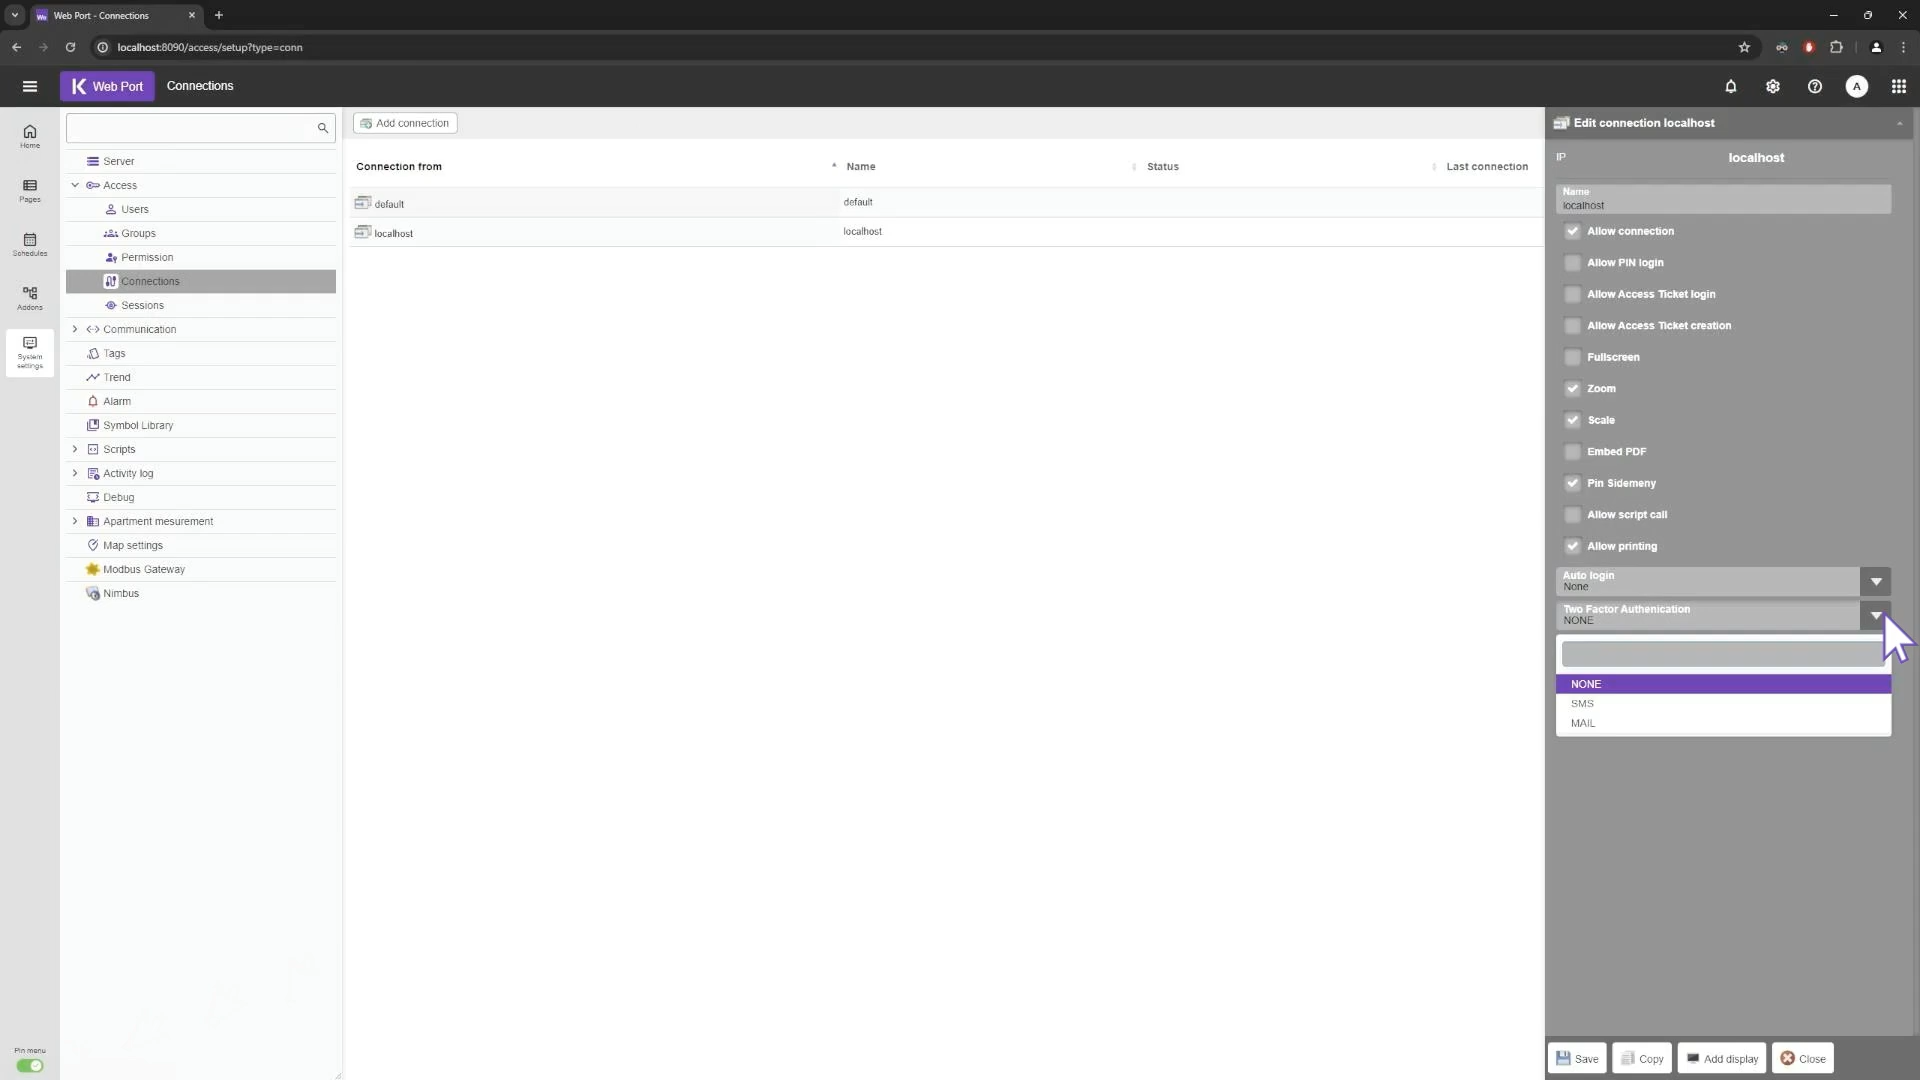 Web Port - Connections
localhost:8090/access/setup?type=conn
Web Port
Connections
A
Home
Pages
Schedules
Addons
System
settings
Pin menu
Server
Access
Users
Groups
Permission
Connections
Sessions
Communication
Tags
Trend
Alarm
Symbol Library
Scripts
Activity log
Debug
Apartment mesurement
Map settings
Modbus Gateway
Nimbus
Add connection
Connection from Name Status Last connection
default default
localhost localhost
Edit connection localhost
IP localhost
Name
localhost
Allow connection
Allow PIN login
Allow Access Ticket login
Allow Access Ticket creation
Fullscreen
Zoom
Scale
Embed PDF
Pin Sidemeny
Allow script call
Allow printing
Auto login
None
Two Factor Authenication
NONE
NONE
SMS
MAIL
Save Copy Add display Close